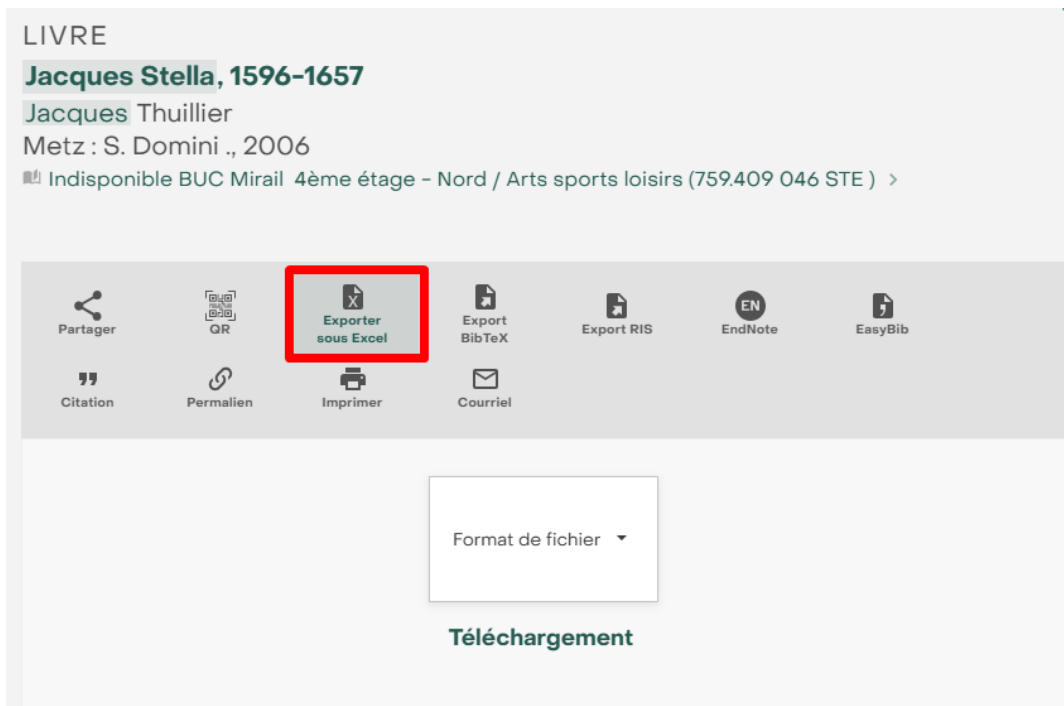 LIVRE
Jacques Stella, 1596-1657
Jacques Thuillier
Metz : S. Domini ., 2006
Indisponible BUC Mirail 4ème étage - Nord / Arts sports loisirs (759.409 046 STE ) >
Partager
QR
X
Exporter
sous Excel
Export
BibTeX
Export RIS
EN
EndNote
EasyBib
Citation
Permalien
Imprimer
Courriel
Format de fichier
Téléchargement